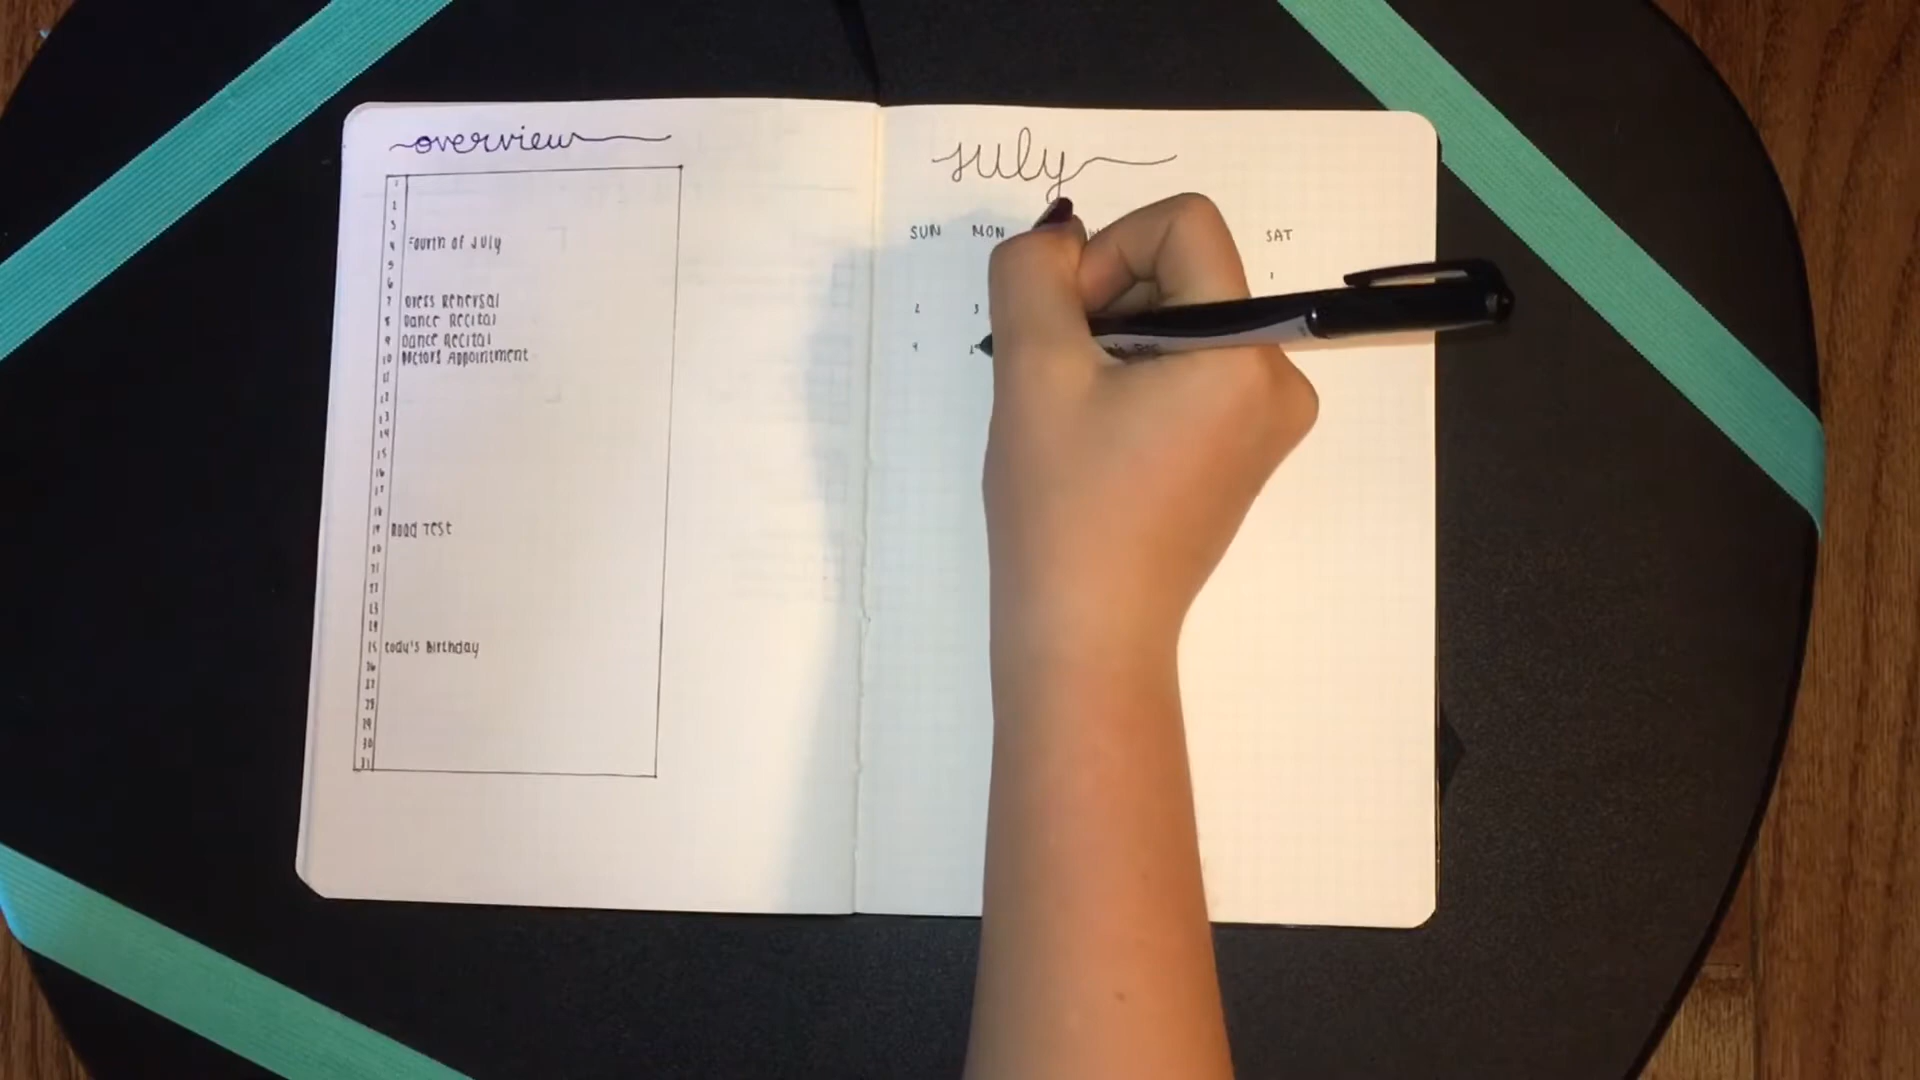 overview
1
2
3
4 Fourth of July
5
6
7 Dress Rehersal
8 Dance Recital
9 Dance Recital
10 Doctors Appointment
11
12
13
14
15
16
17
18
19 Road Test
20
21
22
23
24
25 Cody's Birthday
26
27
28
29
30
31
July
SUN MON SAT
1
2 3
9